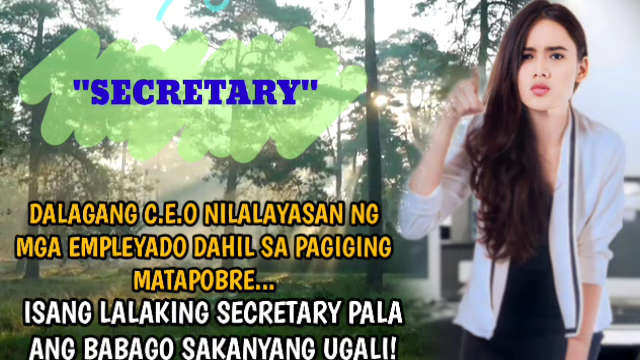 "SECRETARY"
DALAGANG C.E.O NILALAYASAN NG
MGA EMPLEYADO DAHIL SA PAGIGING
MATAPOBRE...
ISANG LALAKING SECRETARY PALA
ANG BABAGO SAKANYANG UGALI!